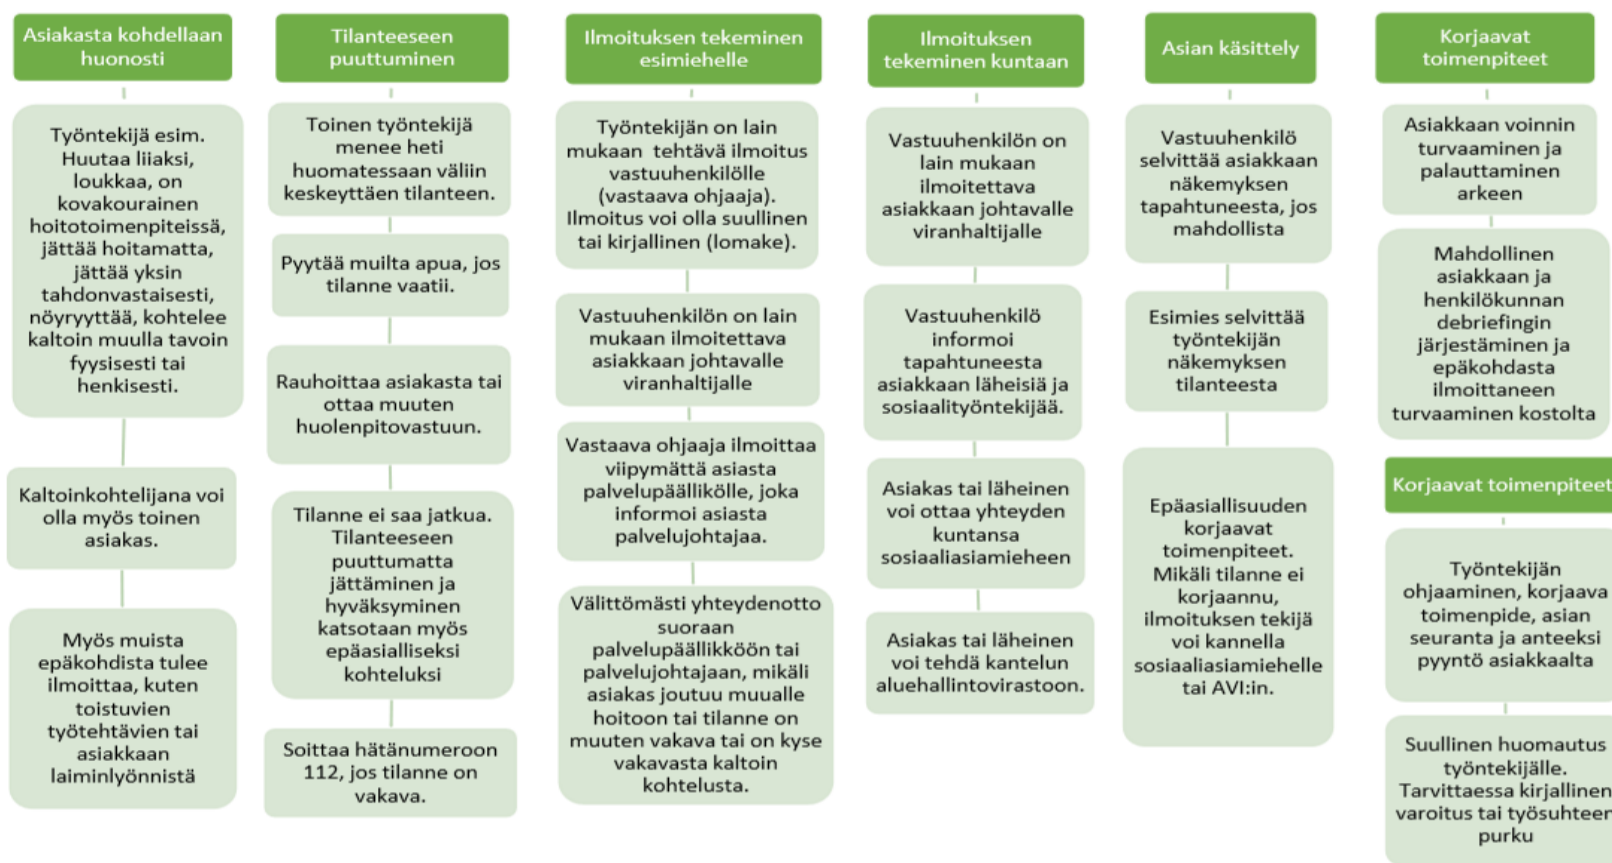 Asiakasta kohdellaan
huonosti
Työntekijä esim.
Huutaa liiaksi,
loukkaa, on
kovakourainen
hoitotoimenpiteissä,
jättää hoitamatta,
jättää yksin
tahdonvastaisesti,
nöyryyttää, kohtelee
kaltoin muulla tavoin
fyysisesti tai
henkisesti.
Kaltoinkohtelijana voi
olla myös toinen
asiakas.
Myös muista
epäkohdista tulee
ilmoittaa, kuten
toistuvien
työtehtävien tai
asiakkaan
laiminlyönnistä
Tilanteeseen
puuttuminen
Toinen työntekijä
menee heti
huomatessaan väliin
keskeyttäen tilanteen.
Pyytää muilta apua, jos
tilanne vaatii.
Rauhoittaa asiakasta tai
ottaa muuten
huolenpitovastuun.
Tilanne ei saa jatkua.
Tilanteeseen
puuttumatta
jättäminen ja
hyväksyminen
katsotaan myös
epäasialliseksi
kohteluksi
Soittaa hätänumeroon
112, jos tilanne on
vakava.
Ilmoituksen tekeminen
esimiehelle
Työntekijän on lain
mukaan tehtävä ilmoitus
vastuuhenkilölle
(vastaava ohjaaja).
Ilmoitus voi olla suullinen
tai kirjallinen (lomake).
Vastuuhenkilön on lain
mukaan ilmoitettava
asiakkaan johtavalle
viranhaltijalle
Vastaava ohjaaja ilmoittaa
viipymättä asiasta
palvelupäällikölle, joka
informoi asiasta
palvelujohtajaa.
Välittömästi yhteydenotto
suoraan
palvelupäällikköön tai
palvelujohtajaan, mikäli
asiakas joutuu muualle
hoitoon tai tilanne on
muuten vakava tai on kyse
vakavasta kaltoin
kohtelusta.
Ilmoituksen
tekeminen kuntaan
Vastuuhenkilön on
lain mukaan
ilmoitettava
asiakkaan johtavalle
viranhaltijalle
Vastuuhenkilö
informoi
tapahtuneesta
asiakkaan läheisiä ja
sosiaalityöntekijää.
Asiakas tai läheinen
voi ottaa yhteyden
kuntansa
sosiaaliasiamieheen
Asiakas tai läheinen
voi tehdä kantelun
aluehallintovirastoon.
Asian käsittely
Vastuuhenkilö
selvittää asiakkaan
näkemyksen
tapahtuneesta, jos
mahdollista
Esimies selvittää
työntekijän
näkemyksen
tilanteesta
Epäasiallisuuden
korjaavat
toimenpiteet.
Mikäli tilanne ei
korjaannu,
ilmoituksen tekijä
voi kannella
sosiaaliasiamiehelle
tai AVI:in.
Korjaavat
toimenpiteet
Asiakkaan voinnin
turvaaminen ja
palauttaminen
arkeen
Mahdollinen
asiakkaan ja
henkilökunnan
debriefingin
järjestäminen ja
epäkohdasta
ilmoittaneen
turvaaminen kostolta
Korjaavat toimenpiteet
Työntekijän
ohjaaminen, korjaava
toimenpide, asian
seuranta ja anteeksi
pyyntö asiakkaalta
Suullinen huomautus
työntekijälle.
Tarvittaessa kirjallinen
varoitus tai työsuhteen
purku